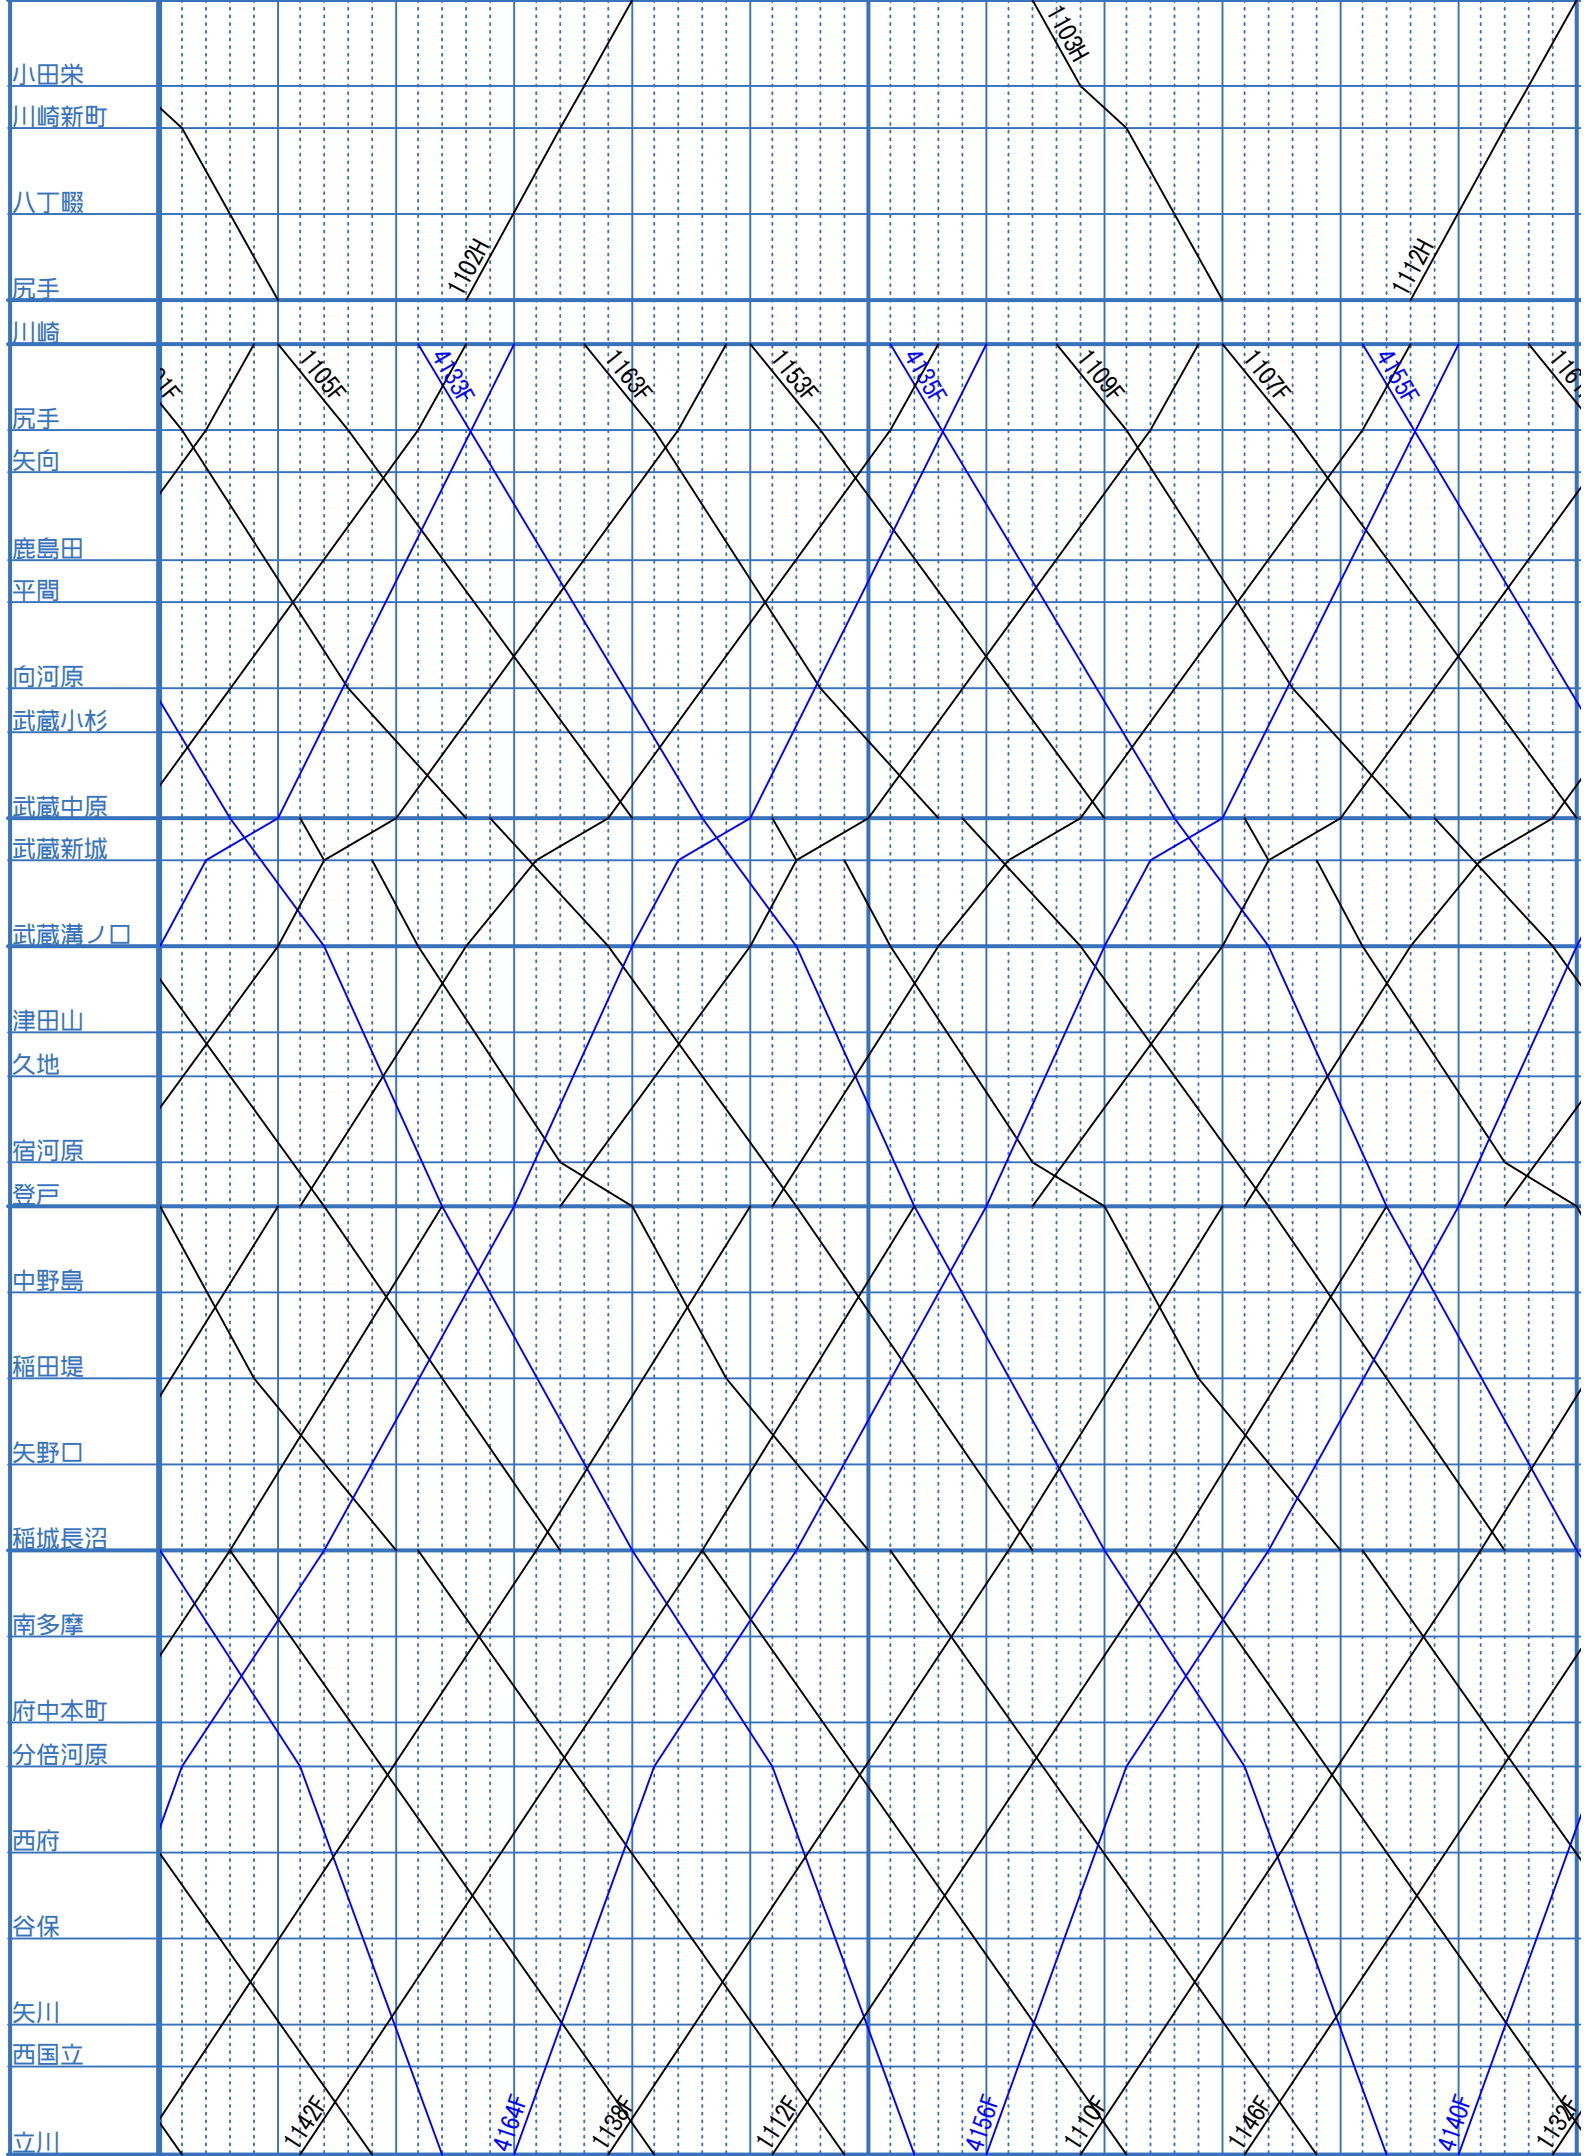 1103H
小田栄
川崎新町
八丁畷
1102H
1112H
尻手
川崎
1105F
4133F
1163F
1153F
4135F
1109F
1107F
4155F
尻手
矢向
鹿島田
平間
向河原
武蔵小杉
武蔵中原
武蔵新城
武蔵溝ノ口
津田山
久地
宿河原
登戸
中野島
稲田堤
矢野口
稲城長沼
南多摩
府中本町
分倍河原
西府
谷保
矢川
西国立
1142F
4164F
1138F
1112F
4156F
1110F
1146F
4140F
1132F
立川